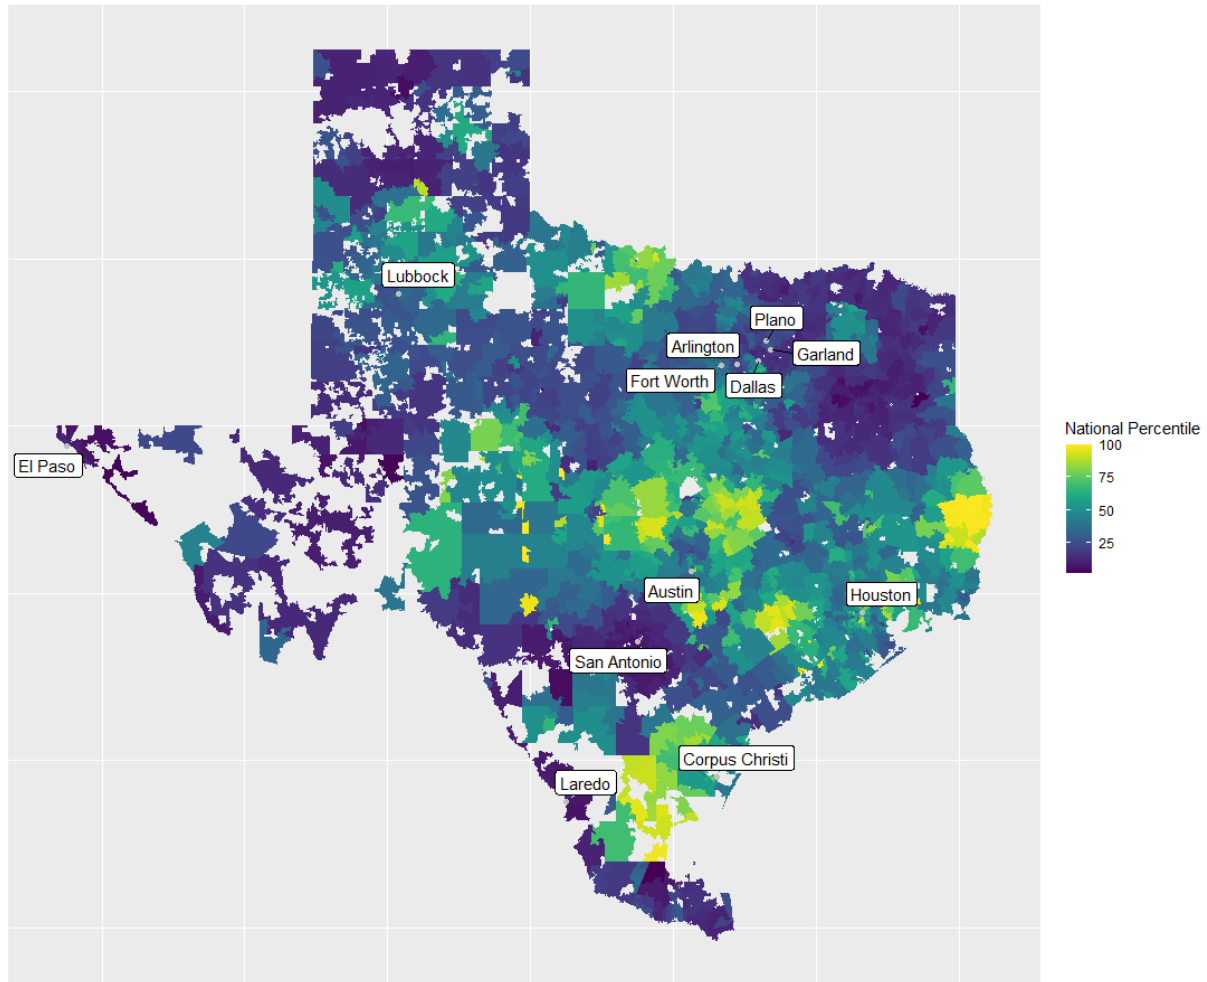 Lubbock
Plano
Arlington
Garland
Fort Worth
Dallas
El Paso
Austin
Houston
San Antonio
Corpus Christi
Laredo
National Percentile
100
75
50
25